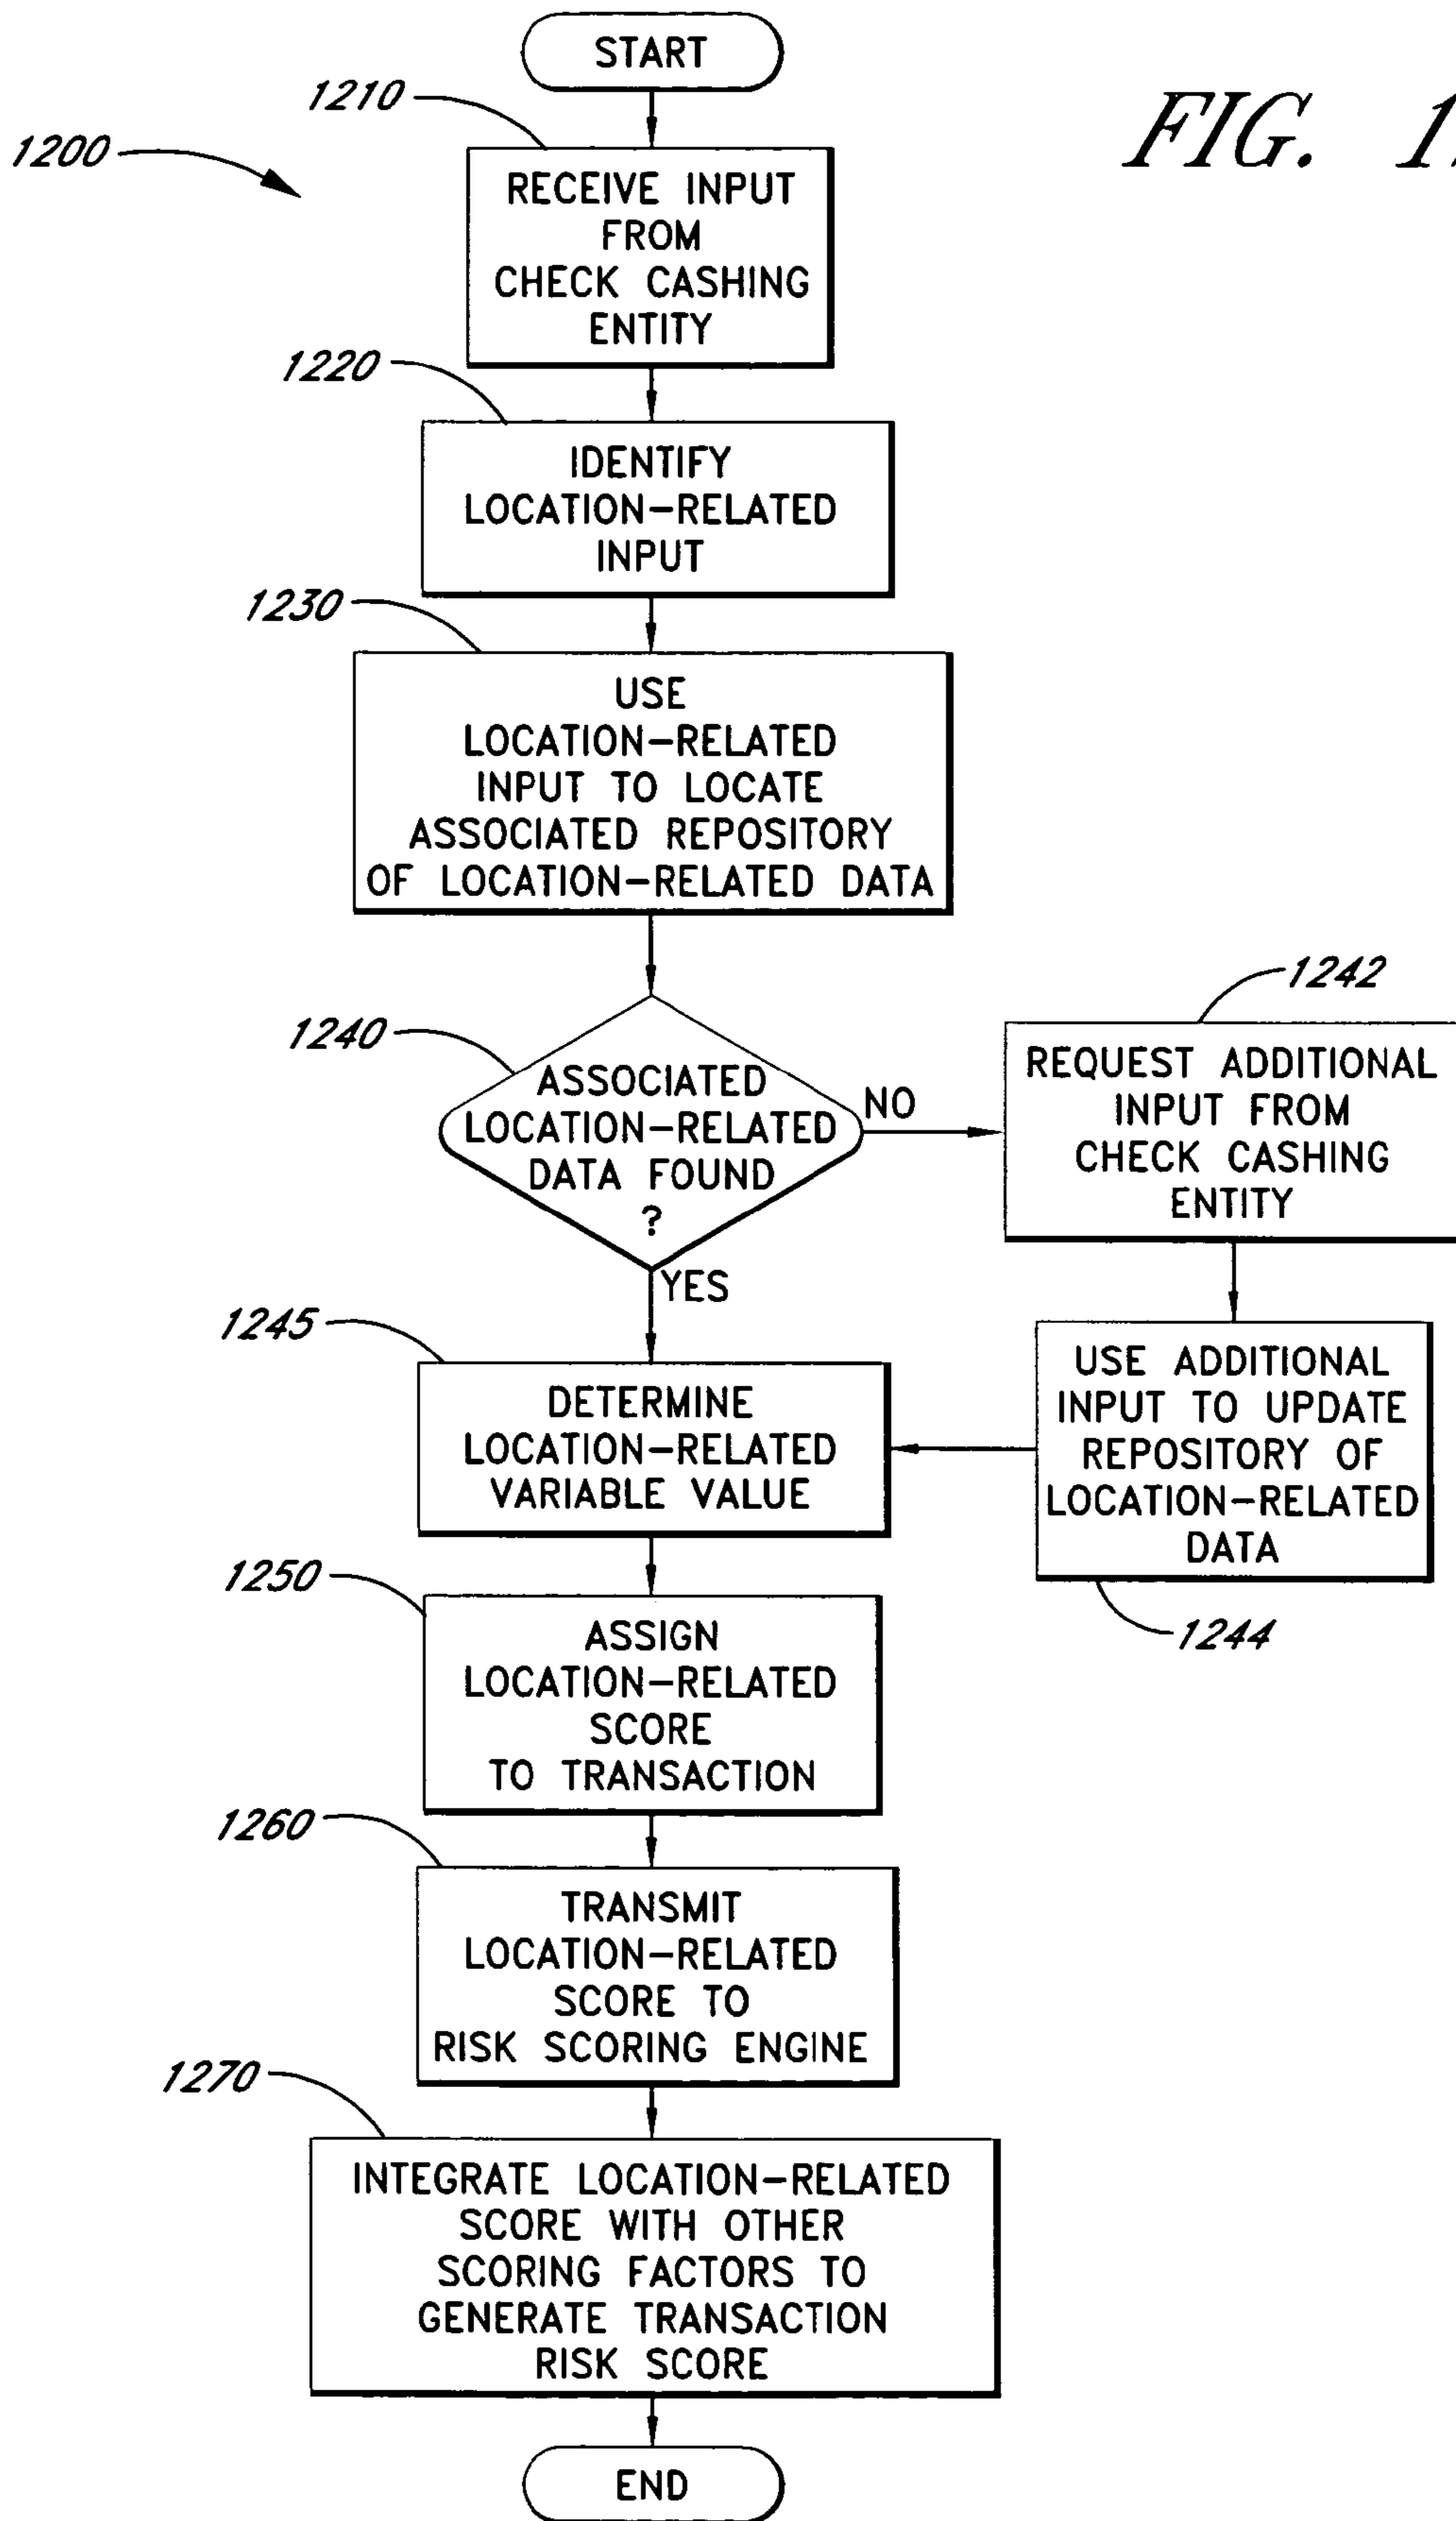 START
FIG.
1210
1200
RECEIVE INPUT
FROM
CHECK CASHING
ENTITY
1220
IDENTIFY
LOCATION-RELATED
INPUT
1230
USE
LOCATION-RELATED
INPUT TO LOCATE
ASSOCIATED REPOSITORY
OF LOCATION-RELATED DATA
1240
ASSOCIATED
LOCATION-RELATED
DATA FOUND
?
NO
YES
1242
REQUEST ADDITIONAL
INPUT FROM
CHECK CASHING
ENTITY
USE ADDITIONAL
INPUT TO UPDATE
REPOSITORY OF
LOCATION-RELATED
DATA
1244
1245
DETERMINE
LOCATION-RELATED
VARIABLE VALUE
1250
ASSIGN
LOCATION-RELATED
SCORE
TO TRANSACTION
1260
TRANSMIT
LOCATION-RELATED
SCORE TO
RISK SCORING ENGINE
1270
INTEGRATE LOCATION-RELATED
SCORE WITH OTHER
SCORING FACTORS TO
GENERATE TRANSACTION
RISK SCORE
END